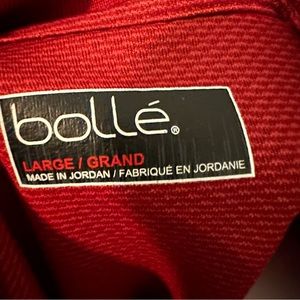 bollé®
LARGE / GRAND
MADE IN JORDAN / FABRIQUÉ EN JORDANIE